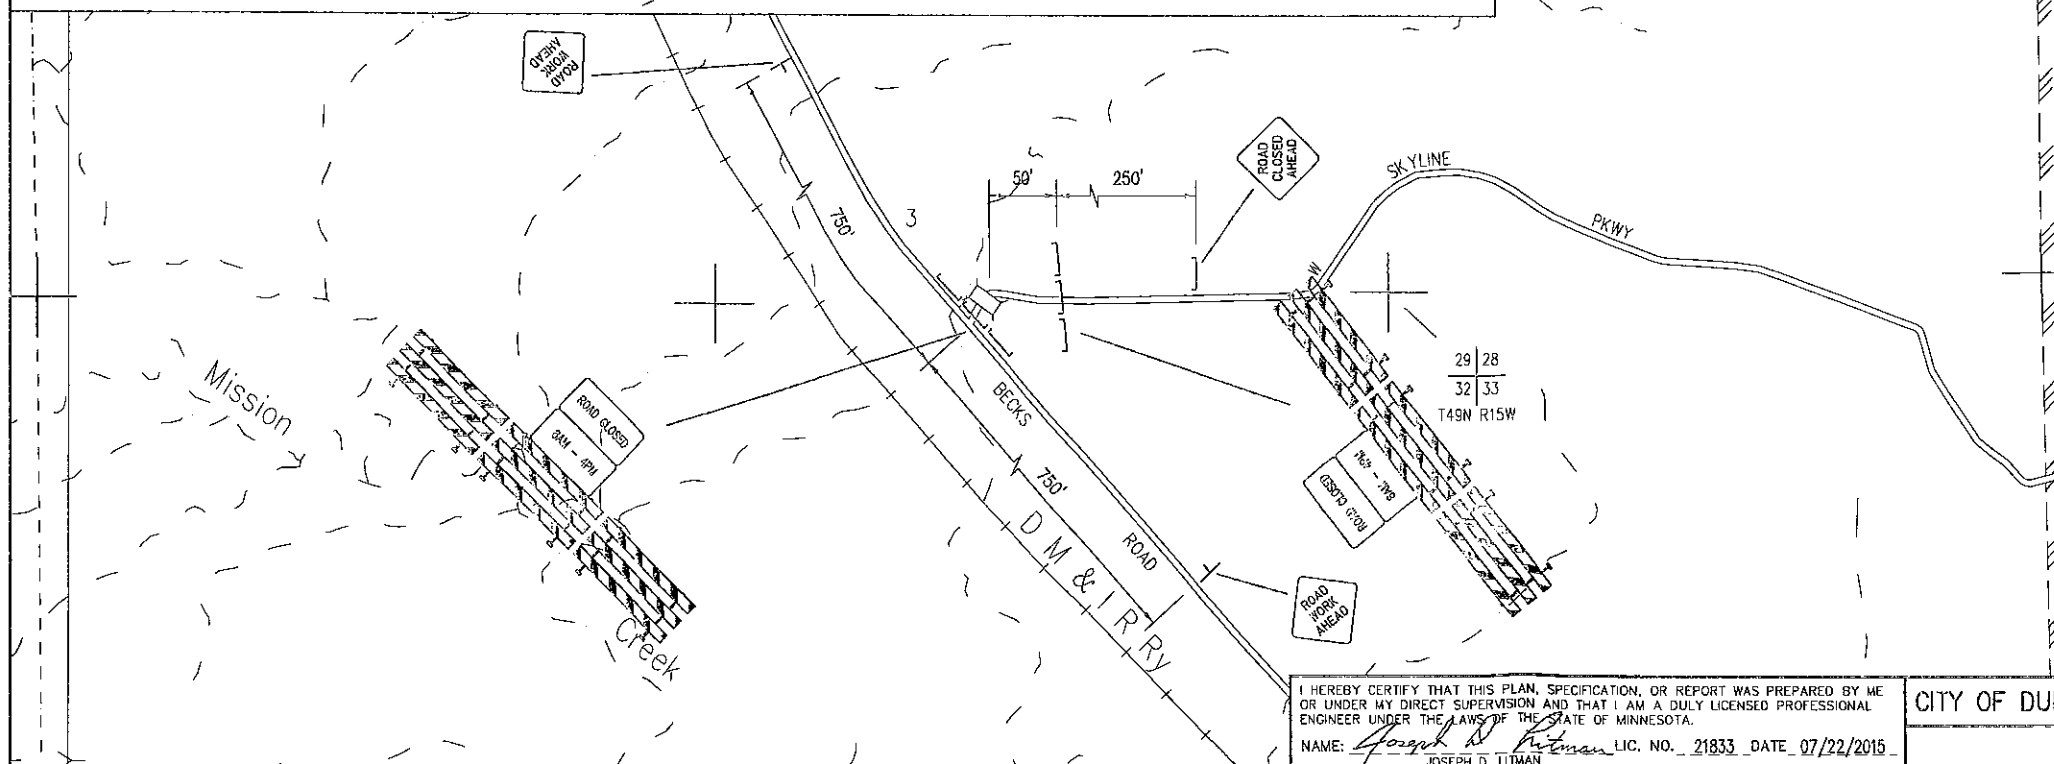 ROAD
WORK
AHEAD
750'
3
50'
250'
ROAD
CLOSED
AHEAD
SKYLINE
PKWY
W
Mission
Creek
ROAD CLOSED
8AM - 4PM
BECKS
ROAD
750'
D M & I R Ry
29 28
32 33
T49N R15W
8AM - 4PM
ROAD CLOSED
ROAD
WORK
AHEAD
I HEREBY CERTIFY THAT THIS PLAN, SPECIFICATION, OR REPORT WAS PREPARED BY ME
OR UNDER MY DIRECT SUPERVISION AND THAT I AM A DULY LICENSED PROFESSIONAL
ENGINEER UNDER THE LAWS OF THE STATE OF MINNESOTA.
NAME: LIC. NO. 21833 DATE 07/22/2015
JOSEPH D. LITMAN
CITY OF DU